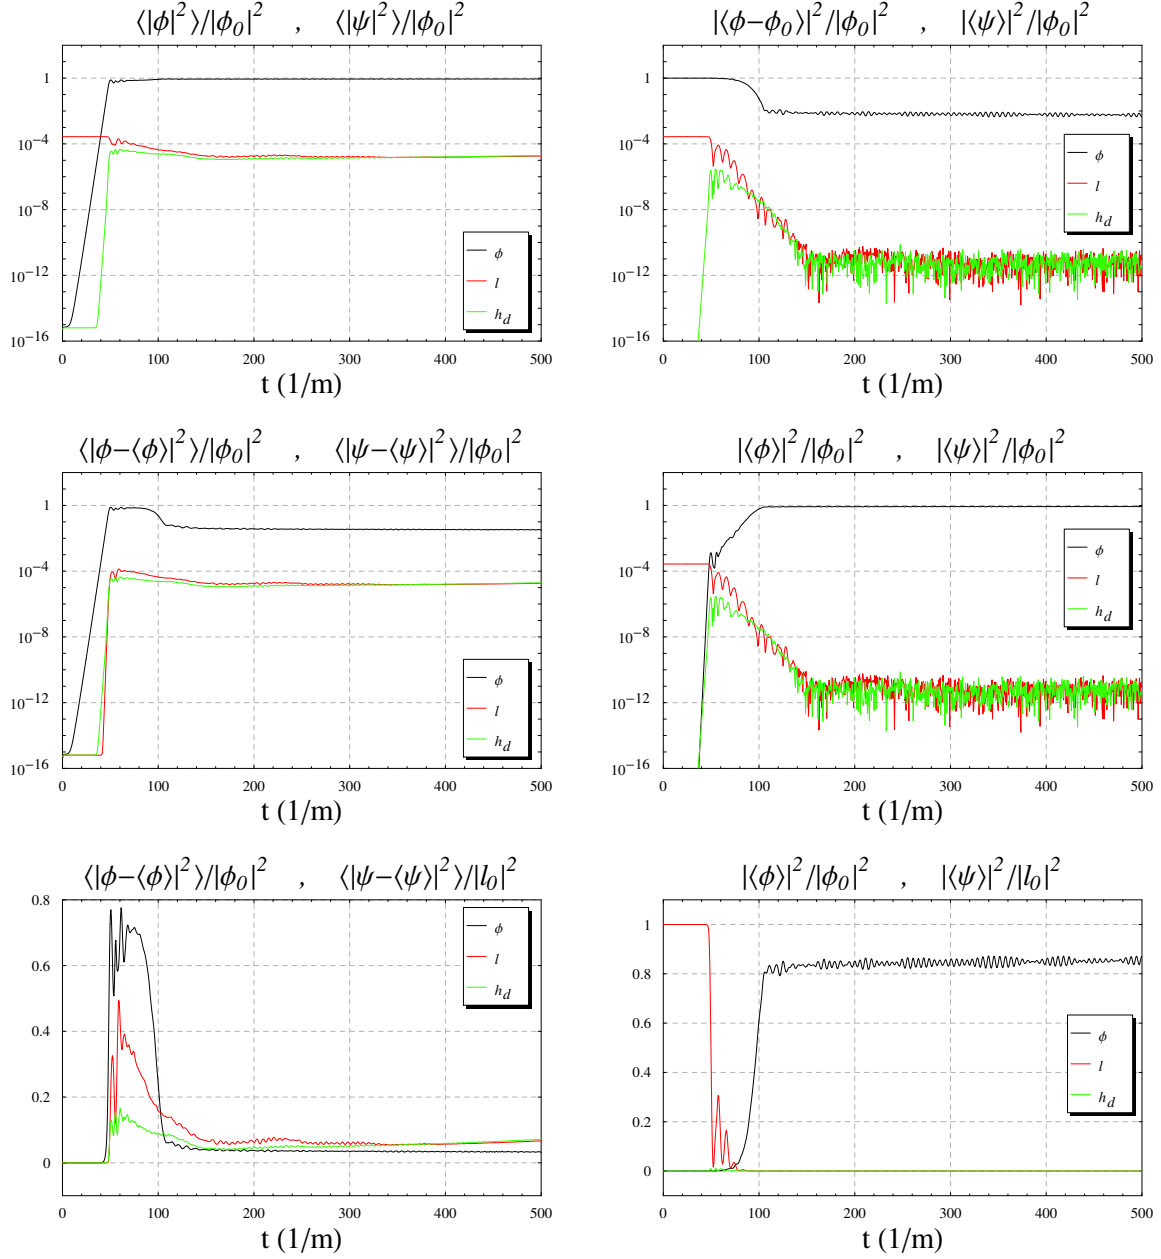 ⟨|ϕ|²⟩/|ϕ₀|² , ⟨|ψ|²⟩/|ϕ₀|²
1
10⁻⁴
10⁻⁸
10⁻¹²
10⁻¹⁶
ϕ
l
h_d
0 100 200 300 400 500
t (1/m)
|⟨ϕ−ϕ₀⟩|²/|ϕ₀|² , |⟨ψ⟩|²/|ϕ₀|²
1
10⁻⁴
10⁻⁸
10⁻¹²
10⁻¹⁶
ϕ
l
h_d
0 100 200 300 400 500
t (1/m)
⟨|ϕ−⟨ϕ⟩|²⟩/|ϕ₀|² , ⟨|ψ−⟨ψ⟩|²⟩/|ϕ₀|²
1
10⁻⁴
10⁻⁸
10⁻¹²
10⁻¹⁶
ϕ
l
h_d
0 100 200 300 400 500
t (1/m)
|⟨ϕ⟩|²/|ϕ₀|² , |⟨ψ⟩|²/|ϕ₀|²
1
10⁻⁴
10⁻⁸
10⁻¹²
10⁻¹⁶
ϕ
l
h_d
0 100 200 300 400 500
t (1/m)
⟨|ϕ−⟨ϕ⟩|²⟩/|ϕ₀|² , ⟨|ψ−⟨ψ⟩|²⟩/|l₀|²
0.8
0.6
0.4
0.2
0
ϕ
l
h_d
0 100 200 300 400 500
t (1/m)
|⟨ϕ⟩|²/|ϕ₀|² , |⟨ψ⟩|²/|l₀|²
1
0.8
0.6
0.4
0.2
0
ϕ
l
h_d
0 100 200 300 400 500
t (1/m)